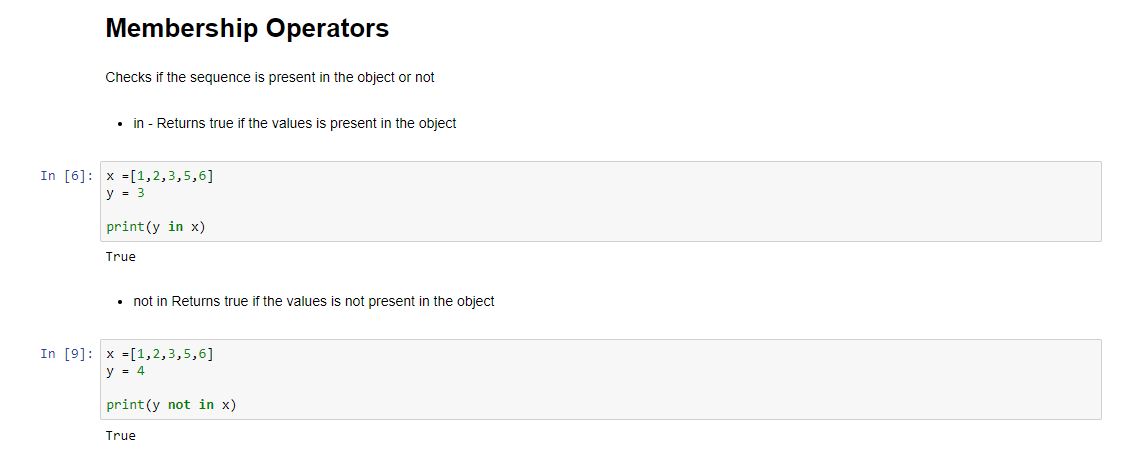 Membership Operators
Checks if the sequence is present in the object or not
• in - Returns true if the values is present in the object
In [6]: x =[1,2,3,5,6]
y = 3
print(y in x)
True
• not in Returns true if the values is not present in the object
In [9]: x =[1,2,3,5,6]
y = 4
print(y not in x)
True